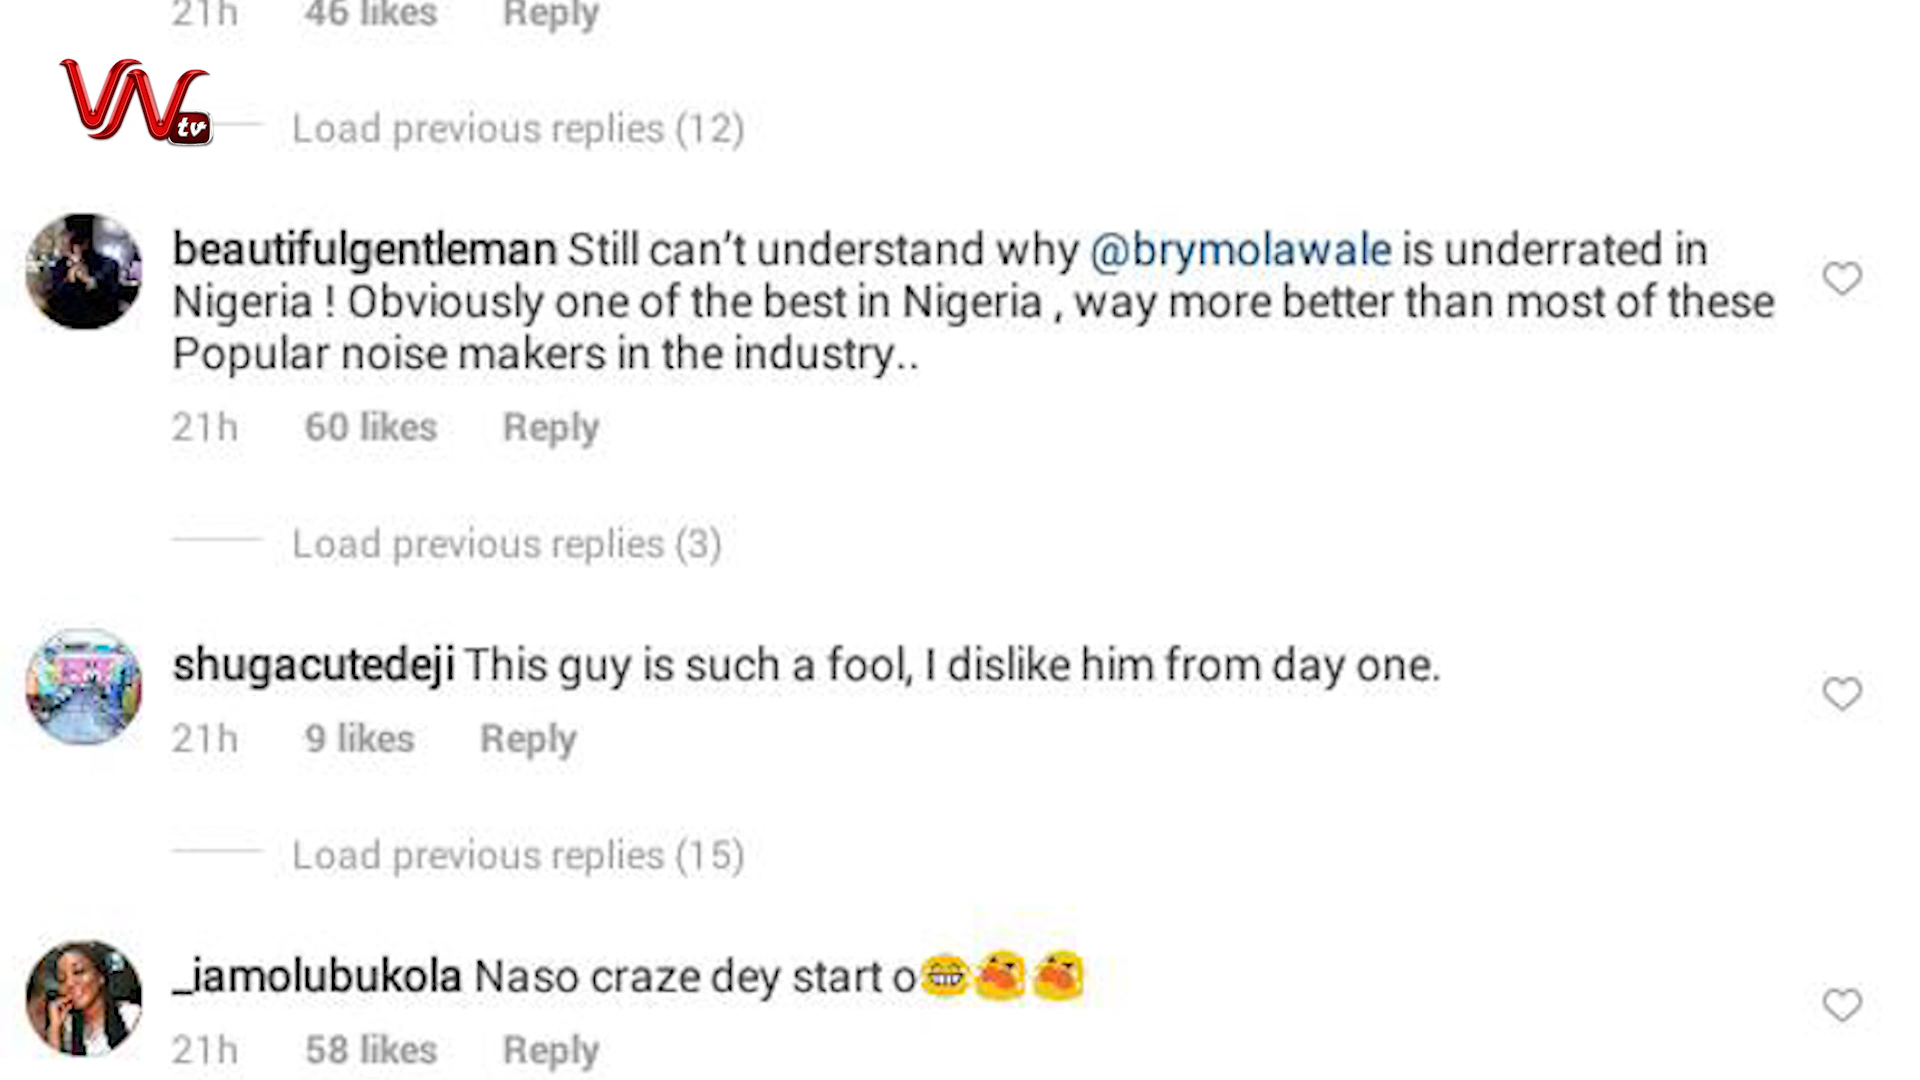 21h 46 likes Reply
VN tv
Load previous replies (12)
beautifulgentleman Still can't understand why @brymolawale is underrated in
Nigeria ! Obviously one of the best in Nigeria , way more better than most of these
Popular noise makers in the industry..
21h 60 likes Reply
Load previous replies (3)
shugacutedeji This guy is such a fool, I dislike him from day one.
21h 9 likes Reply
Load previous replies (15)
_iamolubukola Naso craze dey start o😂😗😗
21h 58 likes Reply